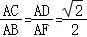 AC/AB = AD/AF = √2/2